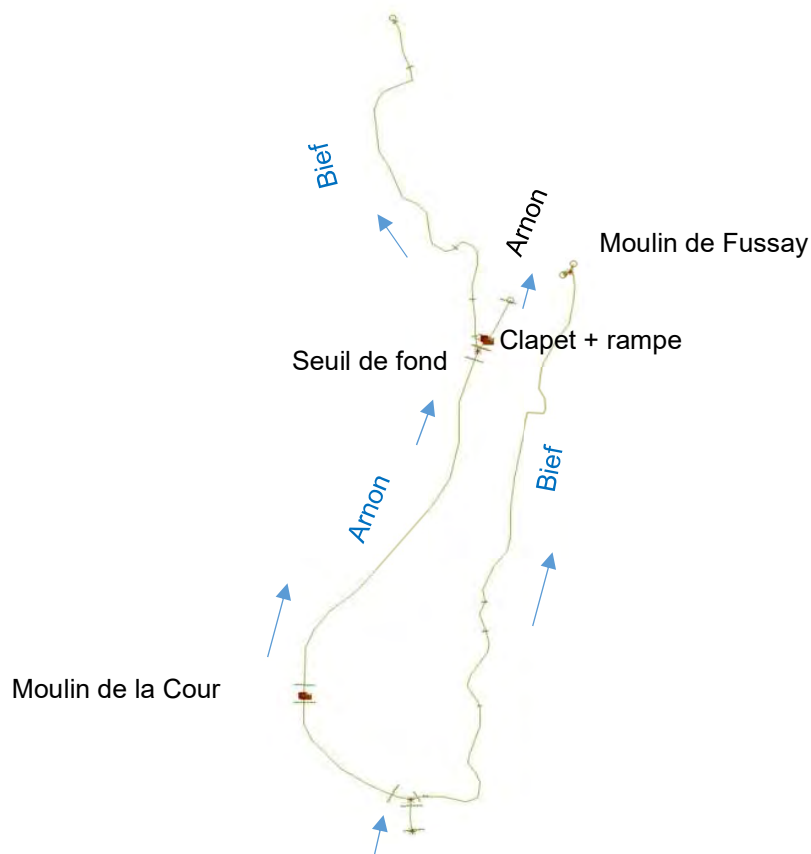 Bief
Arnon
Moulin de Fussay
Clapet + rampe
Seuil de fond
Bief
Arnon
Moulin de la Cour